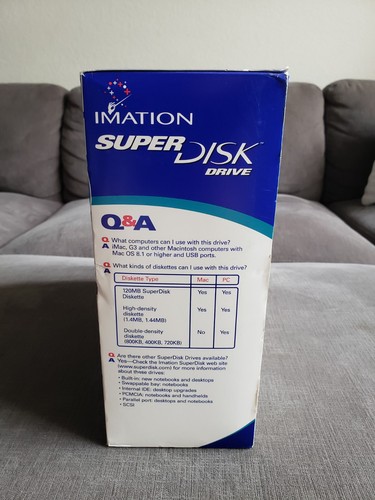 IMATION
SUPERDISK™
DRIVE
Q&A
Q What computers can I use with this drive?
A iMac, G3 and other Macintosh computers with
Mac OS 8.1 or higher and USB ports.
Q What kinds of diskettes can I use with this drive?
A
Diskette Type Mac PC
120MB SuperDisk Yes Yes
Diskette
High-density Yes Yes
diskette
(1.4MB, 1.44MB)
Double-density No Yes
diskette
(800KB, 400KB, 720KB)
Q Are there other SuperDisk Drives available?
A Yes—Check the Imation SuperDisk web site
(www.superdisk.com) for more information
about these drives:
• Built-in: new notebooks and desktops
• Swappable bay: notebooks
• Internal IDE: desktop upgrades
• PCMCIA: notebooks and handhelds
• Parallel port: desktops and notebooks
• SCSI